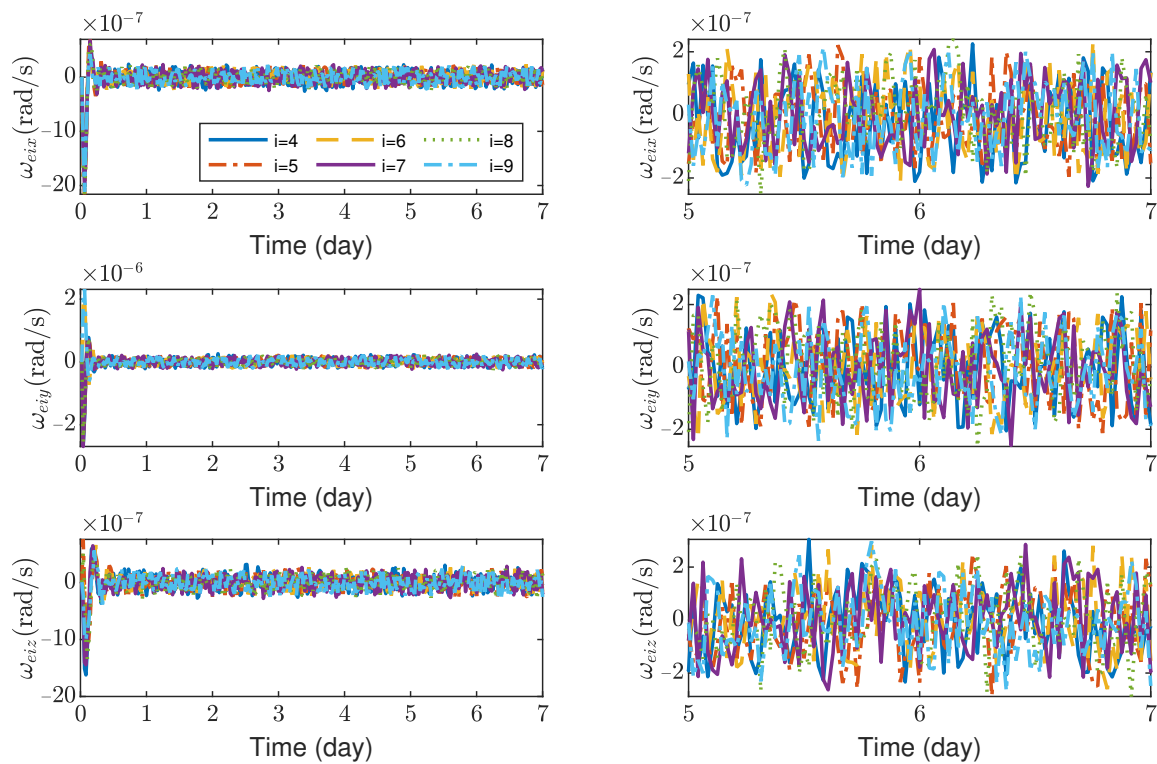 ×10⁻⁷
ω_eix(rad/s)
0
−10
−20
i=4 i=6 i=8
i=5 i=7 i=9
0 1 2 3 4 5 6 7
Time (day)
×10⁻⁷
ω_eix(rad/s)
2
0
−2
5 6 7
Time (day)
×10⁻⁶
ω_eiy(rad/s)
2
0
−2
0 1 2 3 4 5 6 7
Time (day)
×10⁻⁷
ω_eiy(rad/s)
2
0
−2
5 6 7
Time (day)
×10⁻⁷
ω_eiz(rad/s)
0
−10
−20
0 1 2 3 4 5 6 7
Time (day)
×10⁻⁷
ω_eiz(rad/s)
2
0
−2
5 6 7
Time (day)